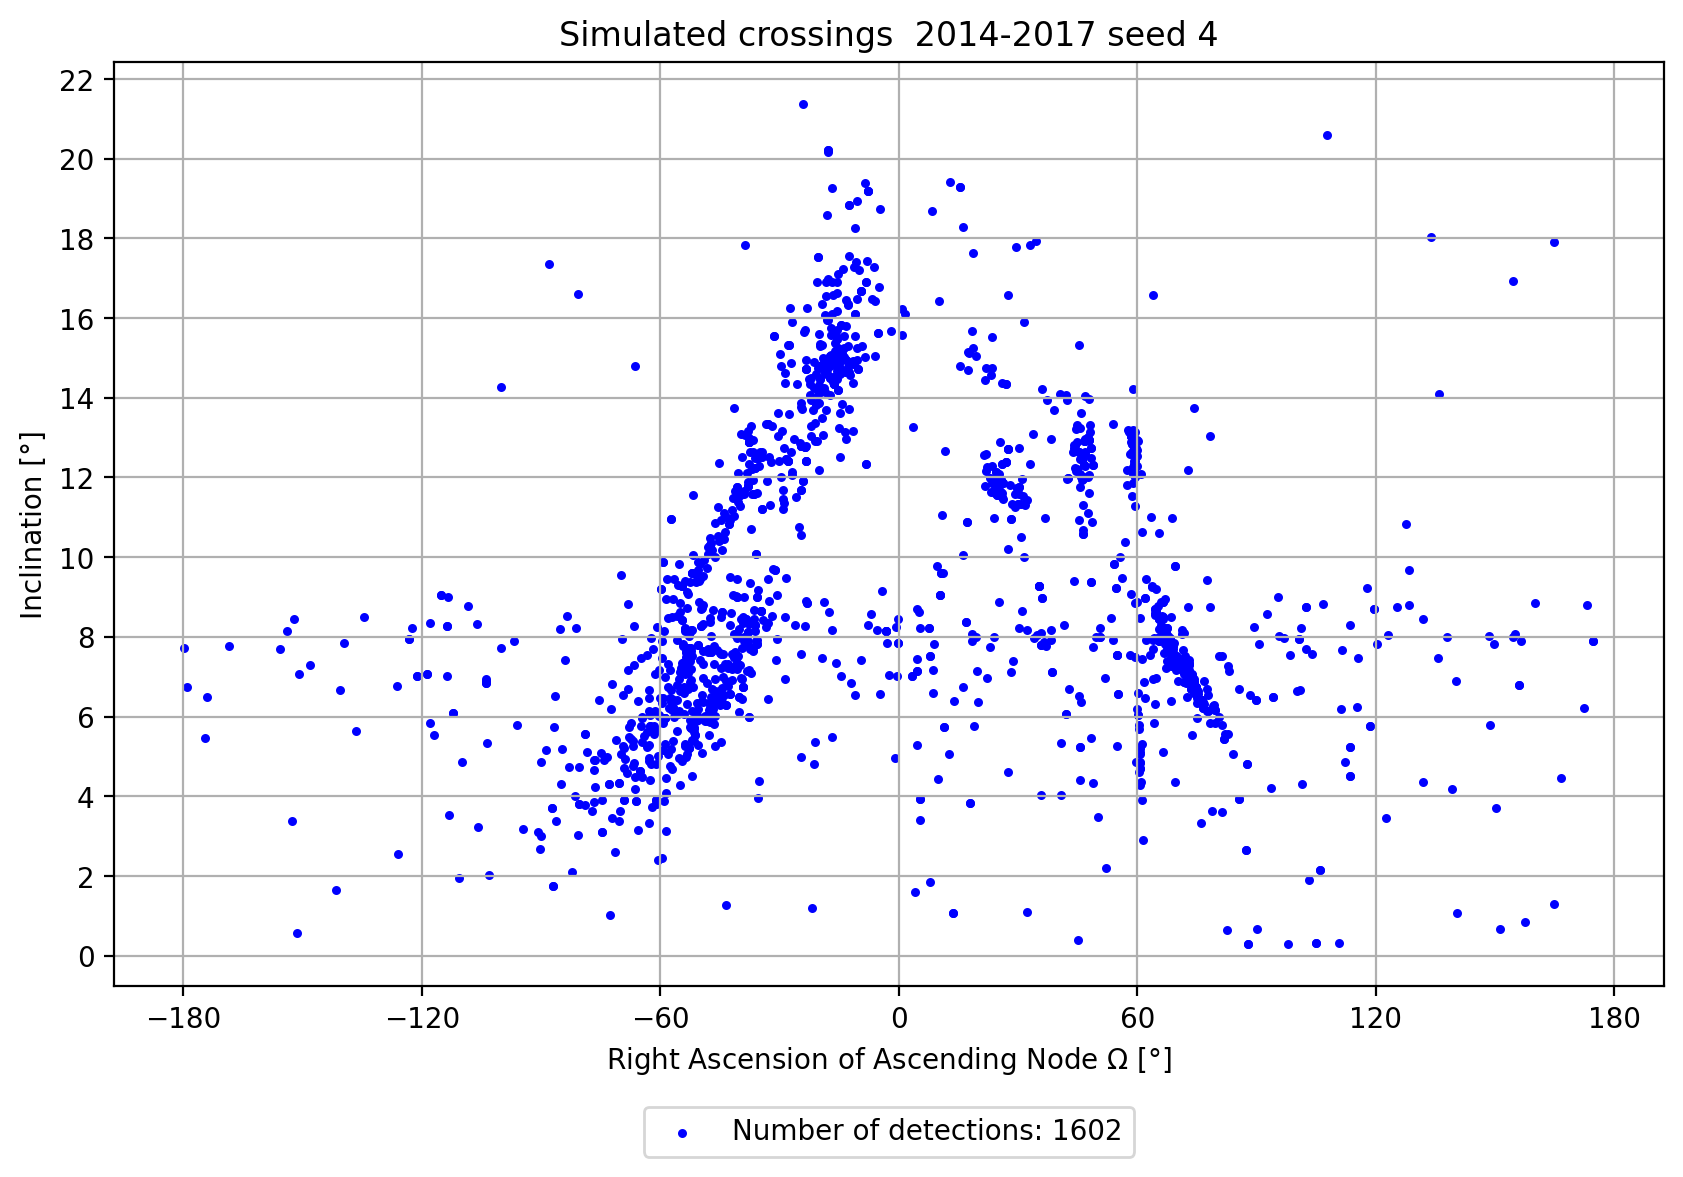 Simulated crossings  2014-2017 seed 4
Inclination [°]
22
20
18
16
14
12
10
8
6
4
2
0
−180 −120 −60 0 60 120 180
Right Ascension of Ascending Node Ω [°]
Number of detections: 1602